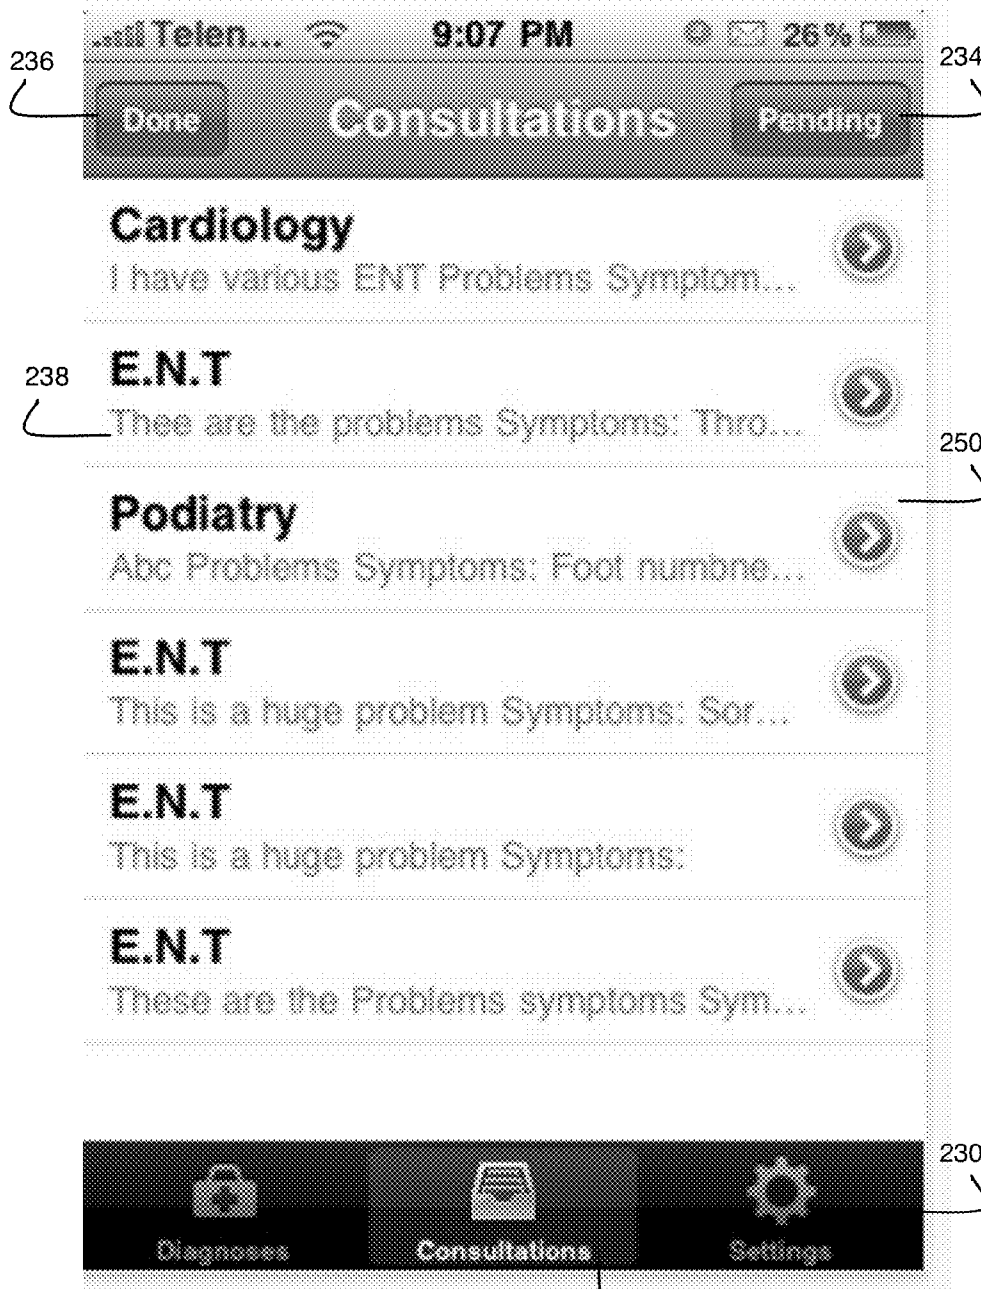 Telen... 9:07 PM 26%
236
234
Done Consultations Pending
Cardiology
I have various ENT Problems Symptom...
E.N.T
238
Thee are the problems Symptoms: Thro...
250
Podiatry
Abc Problems Symptoms: Foot numbne...
E.N.T
This is a huge problem Symptoms: Sor...
E.N.T
This is a huge problem Symptoms:
E.N.T
These are the Problems symptoms Sym...
230
Diagnoses Consultations Settings